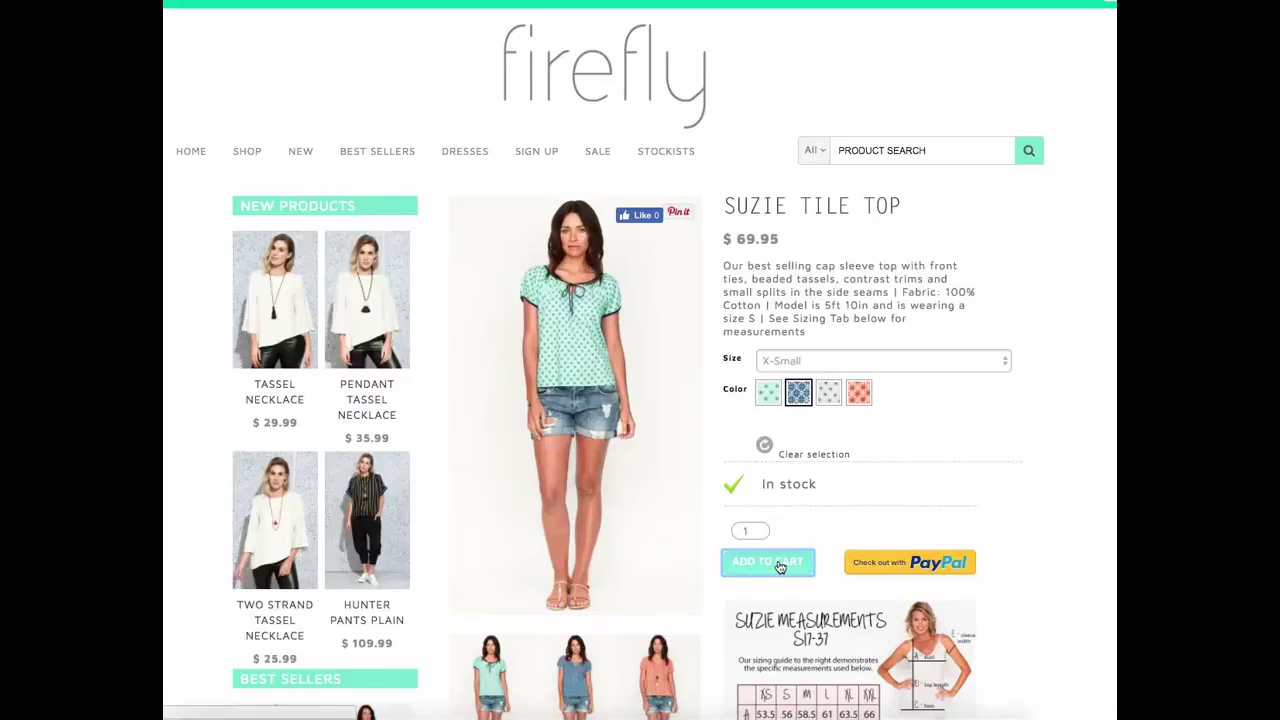 firefly
HOME SHOP NEW BEST SELLERS DRESSES SIGN UP SALE STOCKISTS
All PRODUCT SEARCH
NEW PRODUCTS
TASSEL
NECKLACE
$ 29.99
PENDANT
TASSEL
NECKLACE
$ 35.99
TWO STRAND
TASSEL
NECKLACE
$ 25.99
HUNTER
PANTS PLAIN
$ 109.99
BEST SELLERS
Like 0
Pin it
SUZIE TILE TOP
$ 69.95
Our best selling cap sleeve top with front
ties, beaded tassels, contrast trims and
small splits in the side seams | Fabric: 100%
Cotton | Model is 5ft 10in and is wearing a
size S | See Sizing Tab below for
measurements
Size X-Small
Color
Clear selection
In stock
1
ADD TO CART
Check out with PayPal
SUZIE MEASUREMENTS
S17-37
Our sizing guide to the right demonstrates
the specific measurements used below.
XS S M L XL XXL
A 53.5 56 58.5 61 63.5 66